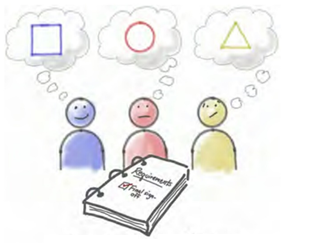 Requirements
Final sign
off